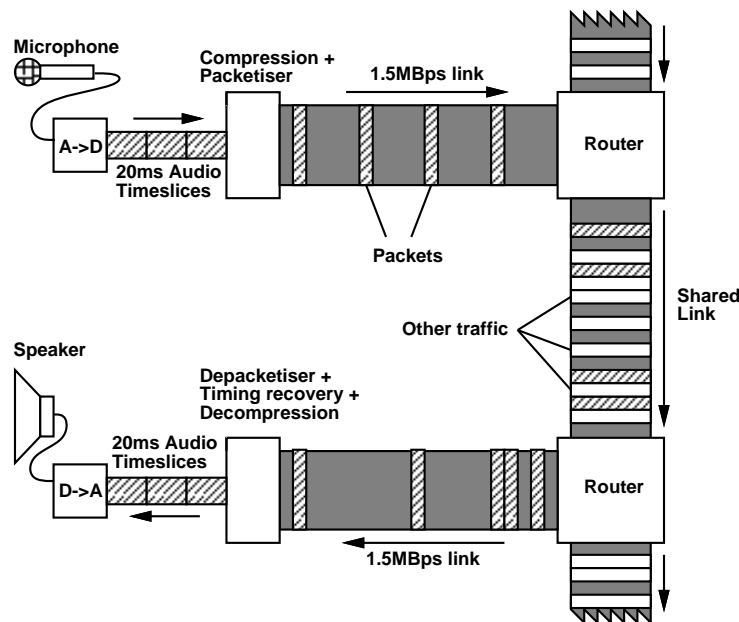 Microphone
Compression +
Packetiser
1.5MBps link
A->D
Router
20ms Audio
Timeslices
Packets
Shared
Link
Other traffic
Speaker
Depacketiser +
Timing recovery +
Decompression
20ms Audio
Timeslices
D->A
Router
1.5MBps link